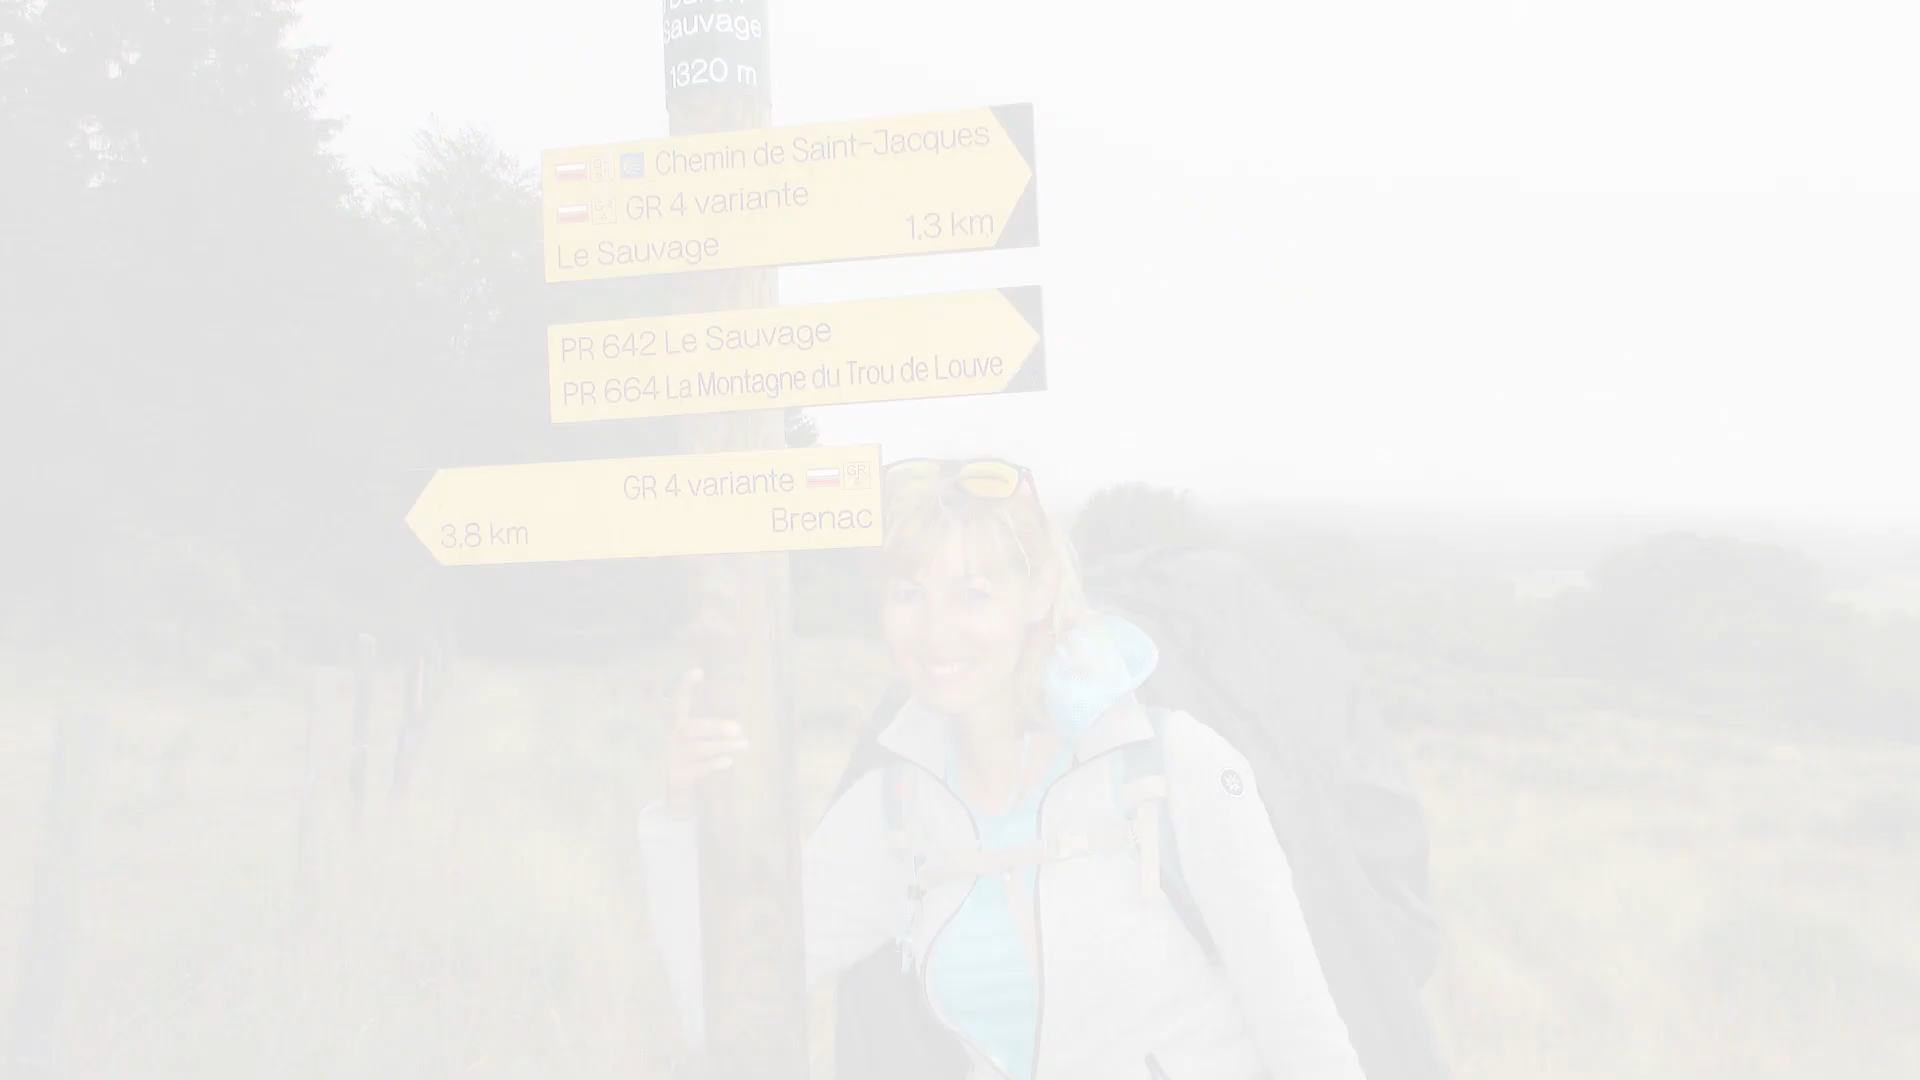 Sauvage
1320 m
Chemin de Saint-Jacques
GR 4 variante
Le Sauvage 1,3 km
PR 642 Le Sauvage
PR 664 La Montagne du Trou de Louve
GR 4 variante GR
3,8 km Brenac